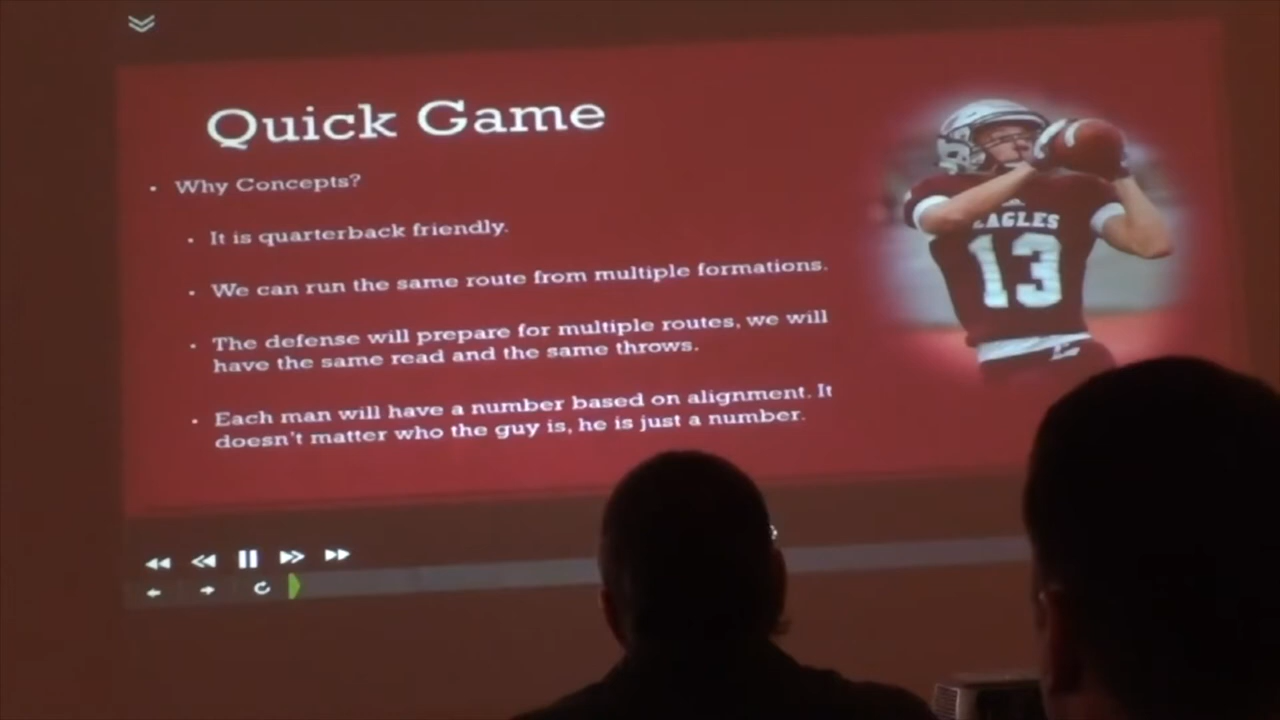 Quick Game
• Why Concepts?
• It is quarterback friendly.
• We can run the same route from multiple formations.
• The defense will prepare for multiple routes, we will
have the same read and the same throws.
• Each man will have a number based on alignment. It
doesn't matter who the guy is, he is just a number.
EAGLES
13